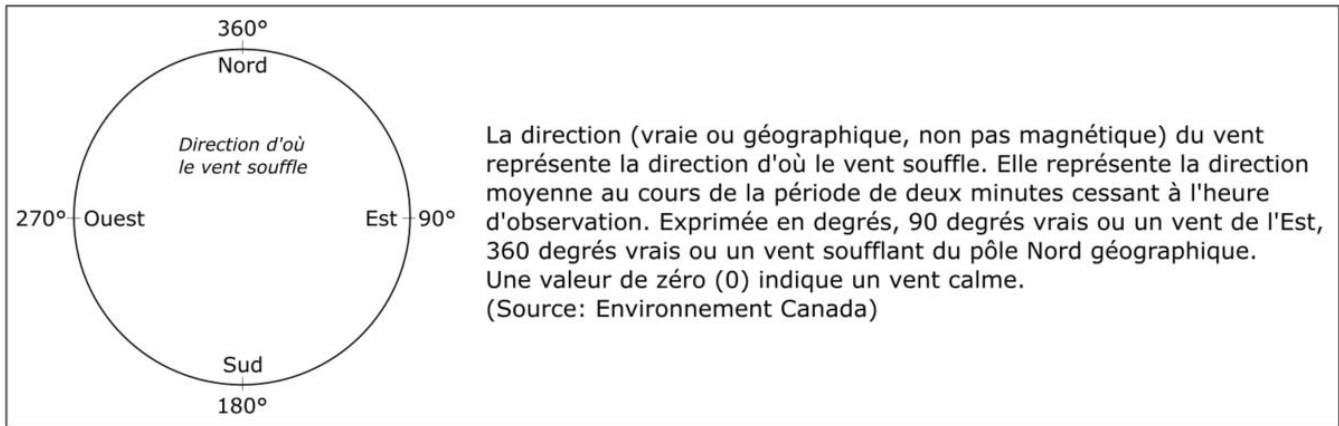 360°
Nord
Direction d'où
le vent souffle
270°
Ouest
Est
90°
Sud
180°
La direction (vraie ou géographique, non pas magnétique) du vent
représente la direction d'où le vent souffle. Elle représente la direction
moyenne au cours de la période de deux minutes cessant à l'heure
d'observation. Exprimée en degrés, 90 degrés vrais ou un vent de l'Est,
360 degrés vrais ou un vent soufflant du pôle Nord géographique.
Une valeur de zéro (0) indique un vent calme.
(Source: Environnement Canada)